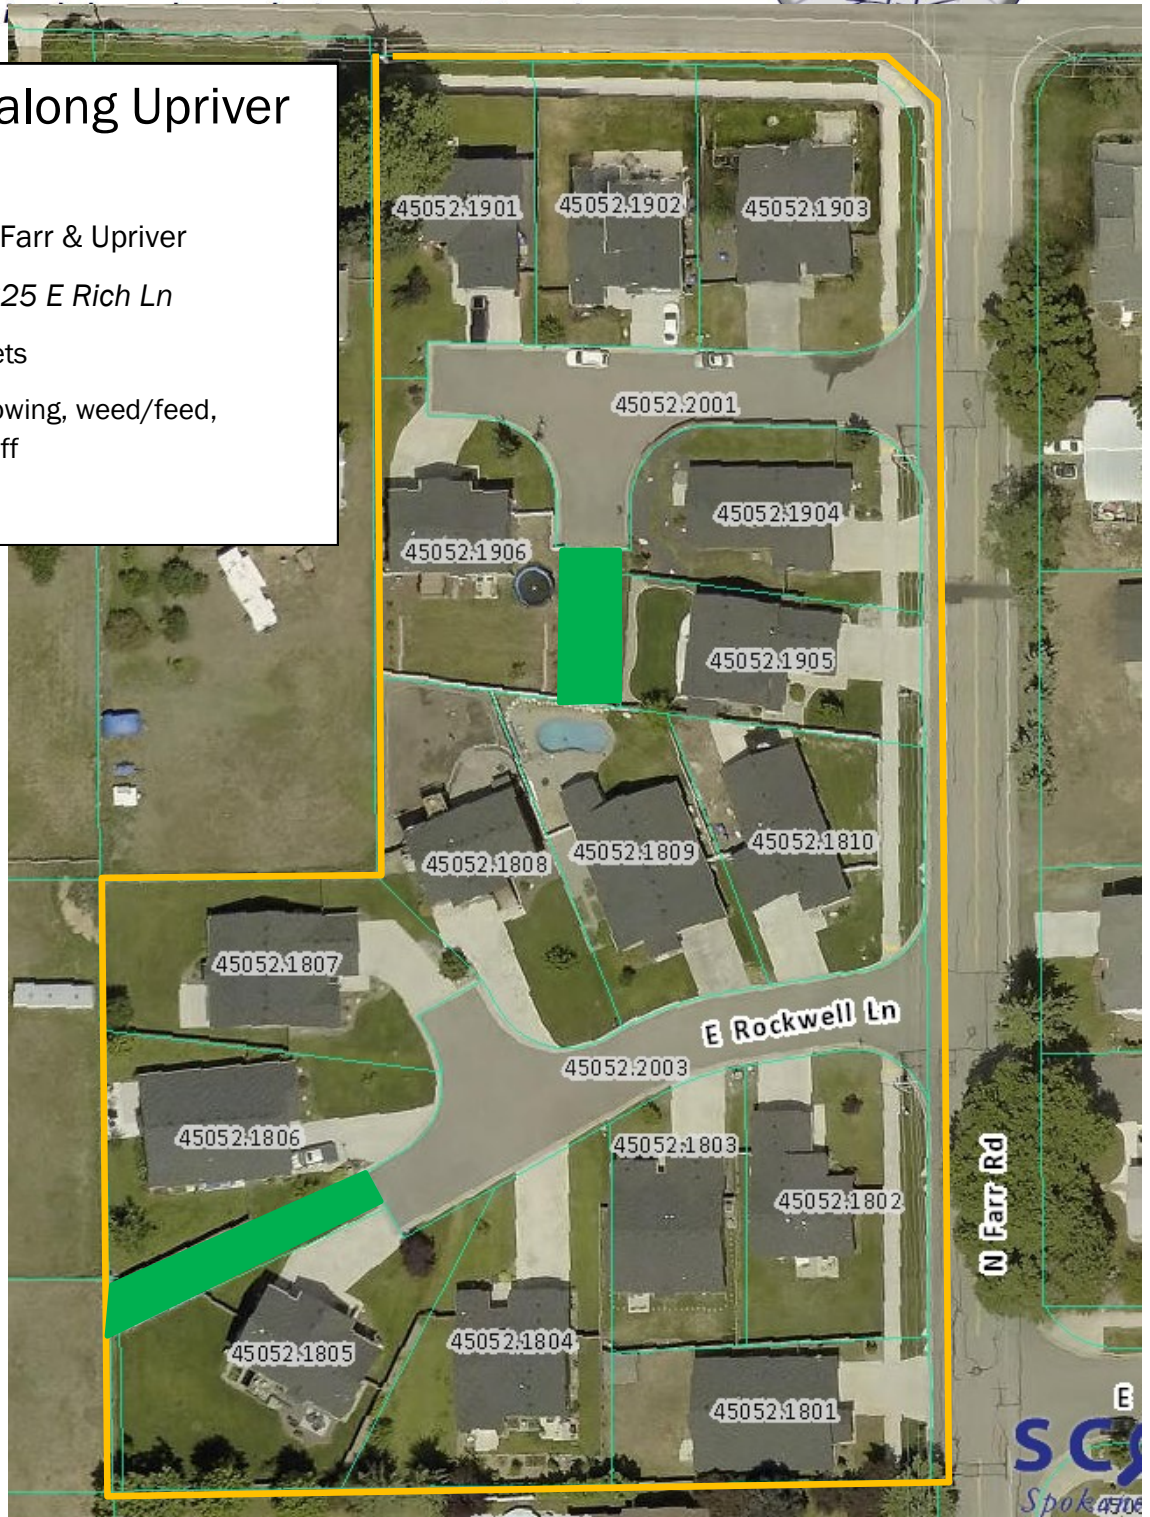 along Upriver
Farr & Upriver
25 E Rich Ln
ets
owing, weed/feed,
ff
45052.1901
45052.1902
45052.1903
45052.2001
45052.1904
45052.1906
45052.1905
45052.1808
45052.1809
45052.1810
45052.1807
E Rockwell Ln
45052.2003
45052.1806
45052.1803
45052.1802
N Farr Rd
45052.1805
45052.1804
45052.1801
E
SC
Spokane